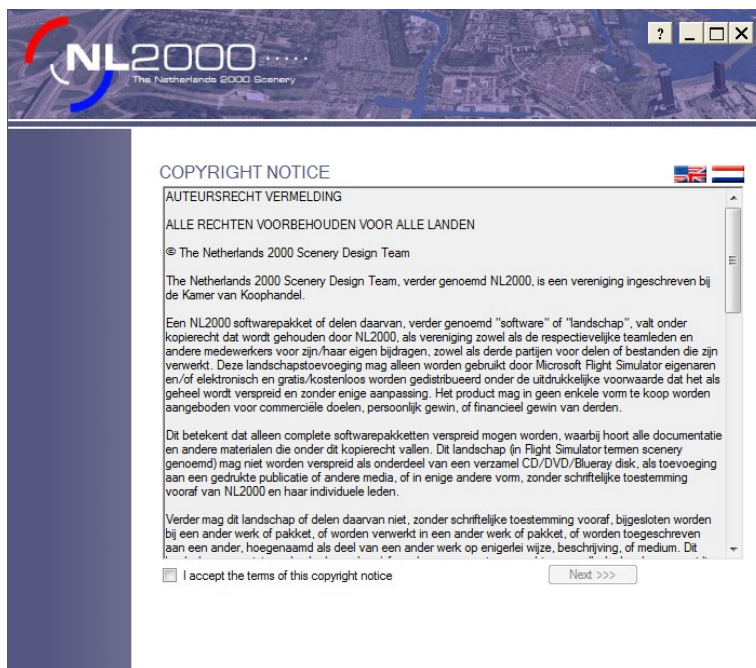 NL2000
The Netherlands 2000 Scenery
?
COPYRIGHT NOTICE
AUTEURSRECHT VERMELDING
ALLE RECHTEN VOORBEHOUDEN VOOR ALLE LANDEN
© The Netherlands 2000 Scenery Design Team
The Netherlands 2000 Scenery Design Team, verder genoemd NL2000, is een vereniging ingeschreven bij
de Kamer van Koophandel.
Een NL2000 softwarepakket of delen daarvan, verder genoemd "software" of "landschap", valt onder
kopierecht dat wordt gehouden door NL2000, als vereniging zowel als de respectievelijke teamleden en
andere medewerkers voor zijn/haar eigen bijdragen, zowel als derde partijen voor delen of bestanden die zijn
verwerkt. Deze landschapstoevoeging mag alleen worden gebruikt door Microsoft Flight Simulator eigenaren
en/of elektronisch en gratis/kostenloos worden gedistribueerd onder de uitdrukkelijke voorwaarde dat het als
geheel wordt verspreid en zonder enige aanpassing. Het product mag in geen enkele vorm te koop worden
aangeboden voor commerciële doelen, persoonlijk gewin, of financieel gewin van derden.
Dit betekent dat alleen complete softwarepakketten verspreid mogen worden, waarbij hoort alle documentatie
en andere materialen die onder dit kopierecht vallen. Dit landschap (in Flight Simulator termen scenery
genoemd) mag niet worden verspreid als onderdeel van een verzamel CD/DVD/Blueray disk, als toevoeging
aan een gedrukte publicatie of andere media, of in enige andere vorm, zonder schriftelijke toestemming
vooraf van NL2000 en haar individuele leden.
Verder mag dit landschap of delen daarvan niet, zonder schriftelijke toestemming vooraf, bijgesloten worden
bij een ander werk of pakket, of worden verwerkt in een ander werk of pakket, of worden toegeschreven
aan een ander, hoegenaamd als deel van een ander werk op enigerlei wijze, beschrijving, of medium. Dit
I accept the terms of this copyright notice
Next >>>